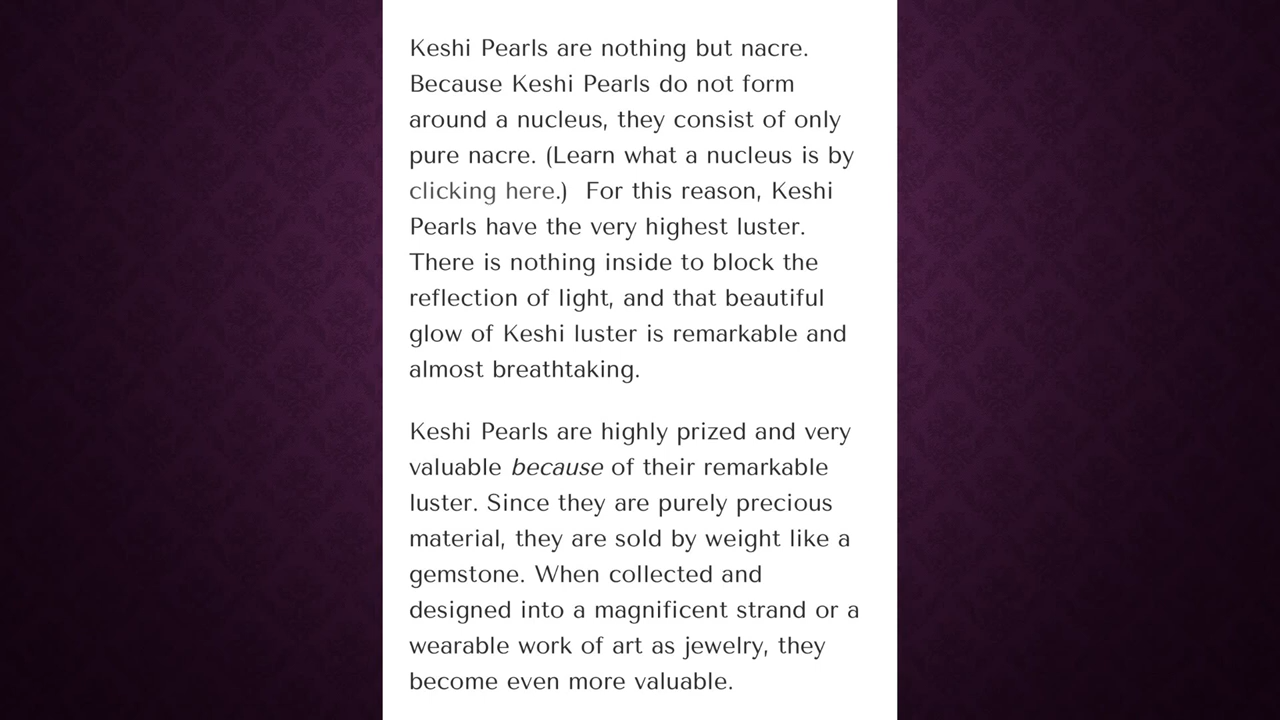 Keshi Pearls are nothing but nacre.
Because Keshi Pearls do not form
around a nucleus, they consist of only
pure nacre. (Learn what a nucleus is by
clicking here.)  For this reason, Keshi
Pearls have the very highest luster.
There is nothing inside to block the
reflection of light, and that beautiful
glow of Keshi luster is remarkable and
almost breathtaking.
Keshi Pearls are highly prized and very
valuable because of their remarkable
luster. Since they are purely precious
material, they are sold by weight like a
gemstone. When collected and
designed into a magnificent strand or a
wearable work of art as jewelry, they
become even more valuable.